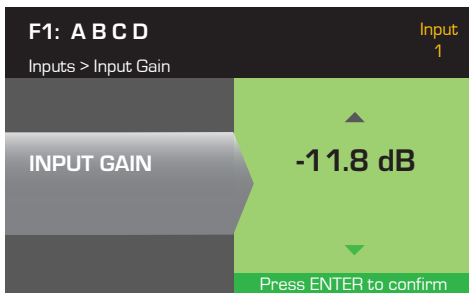 F1: A B C D
Input
1
Inputs > Input Gain
INPUT GAIN
-11.8 dB
Press ENTER to confirm